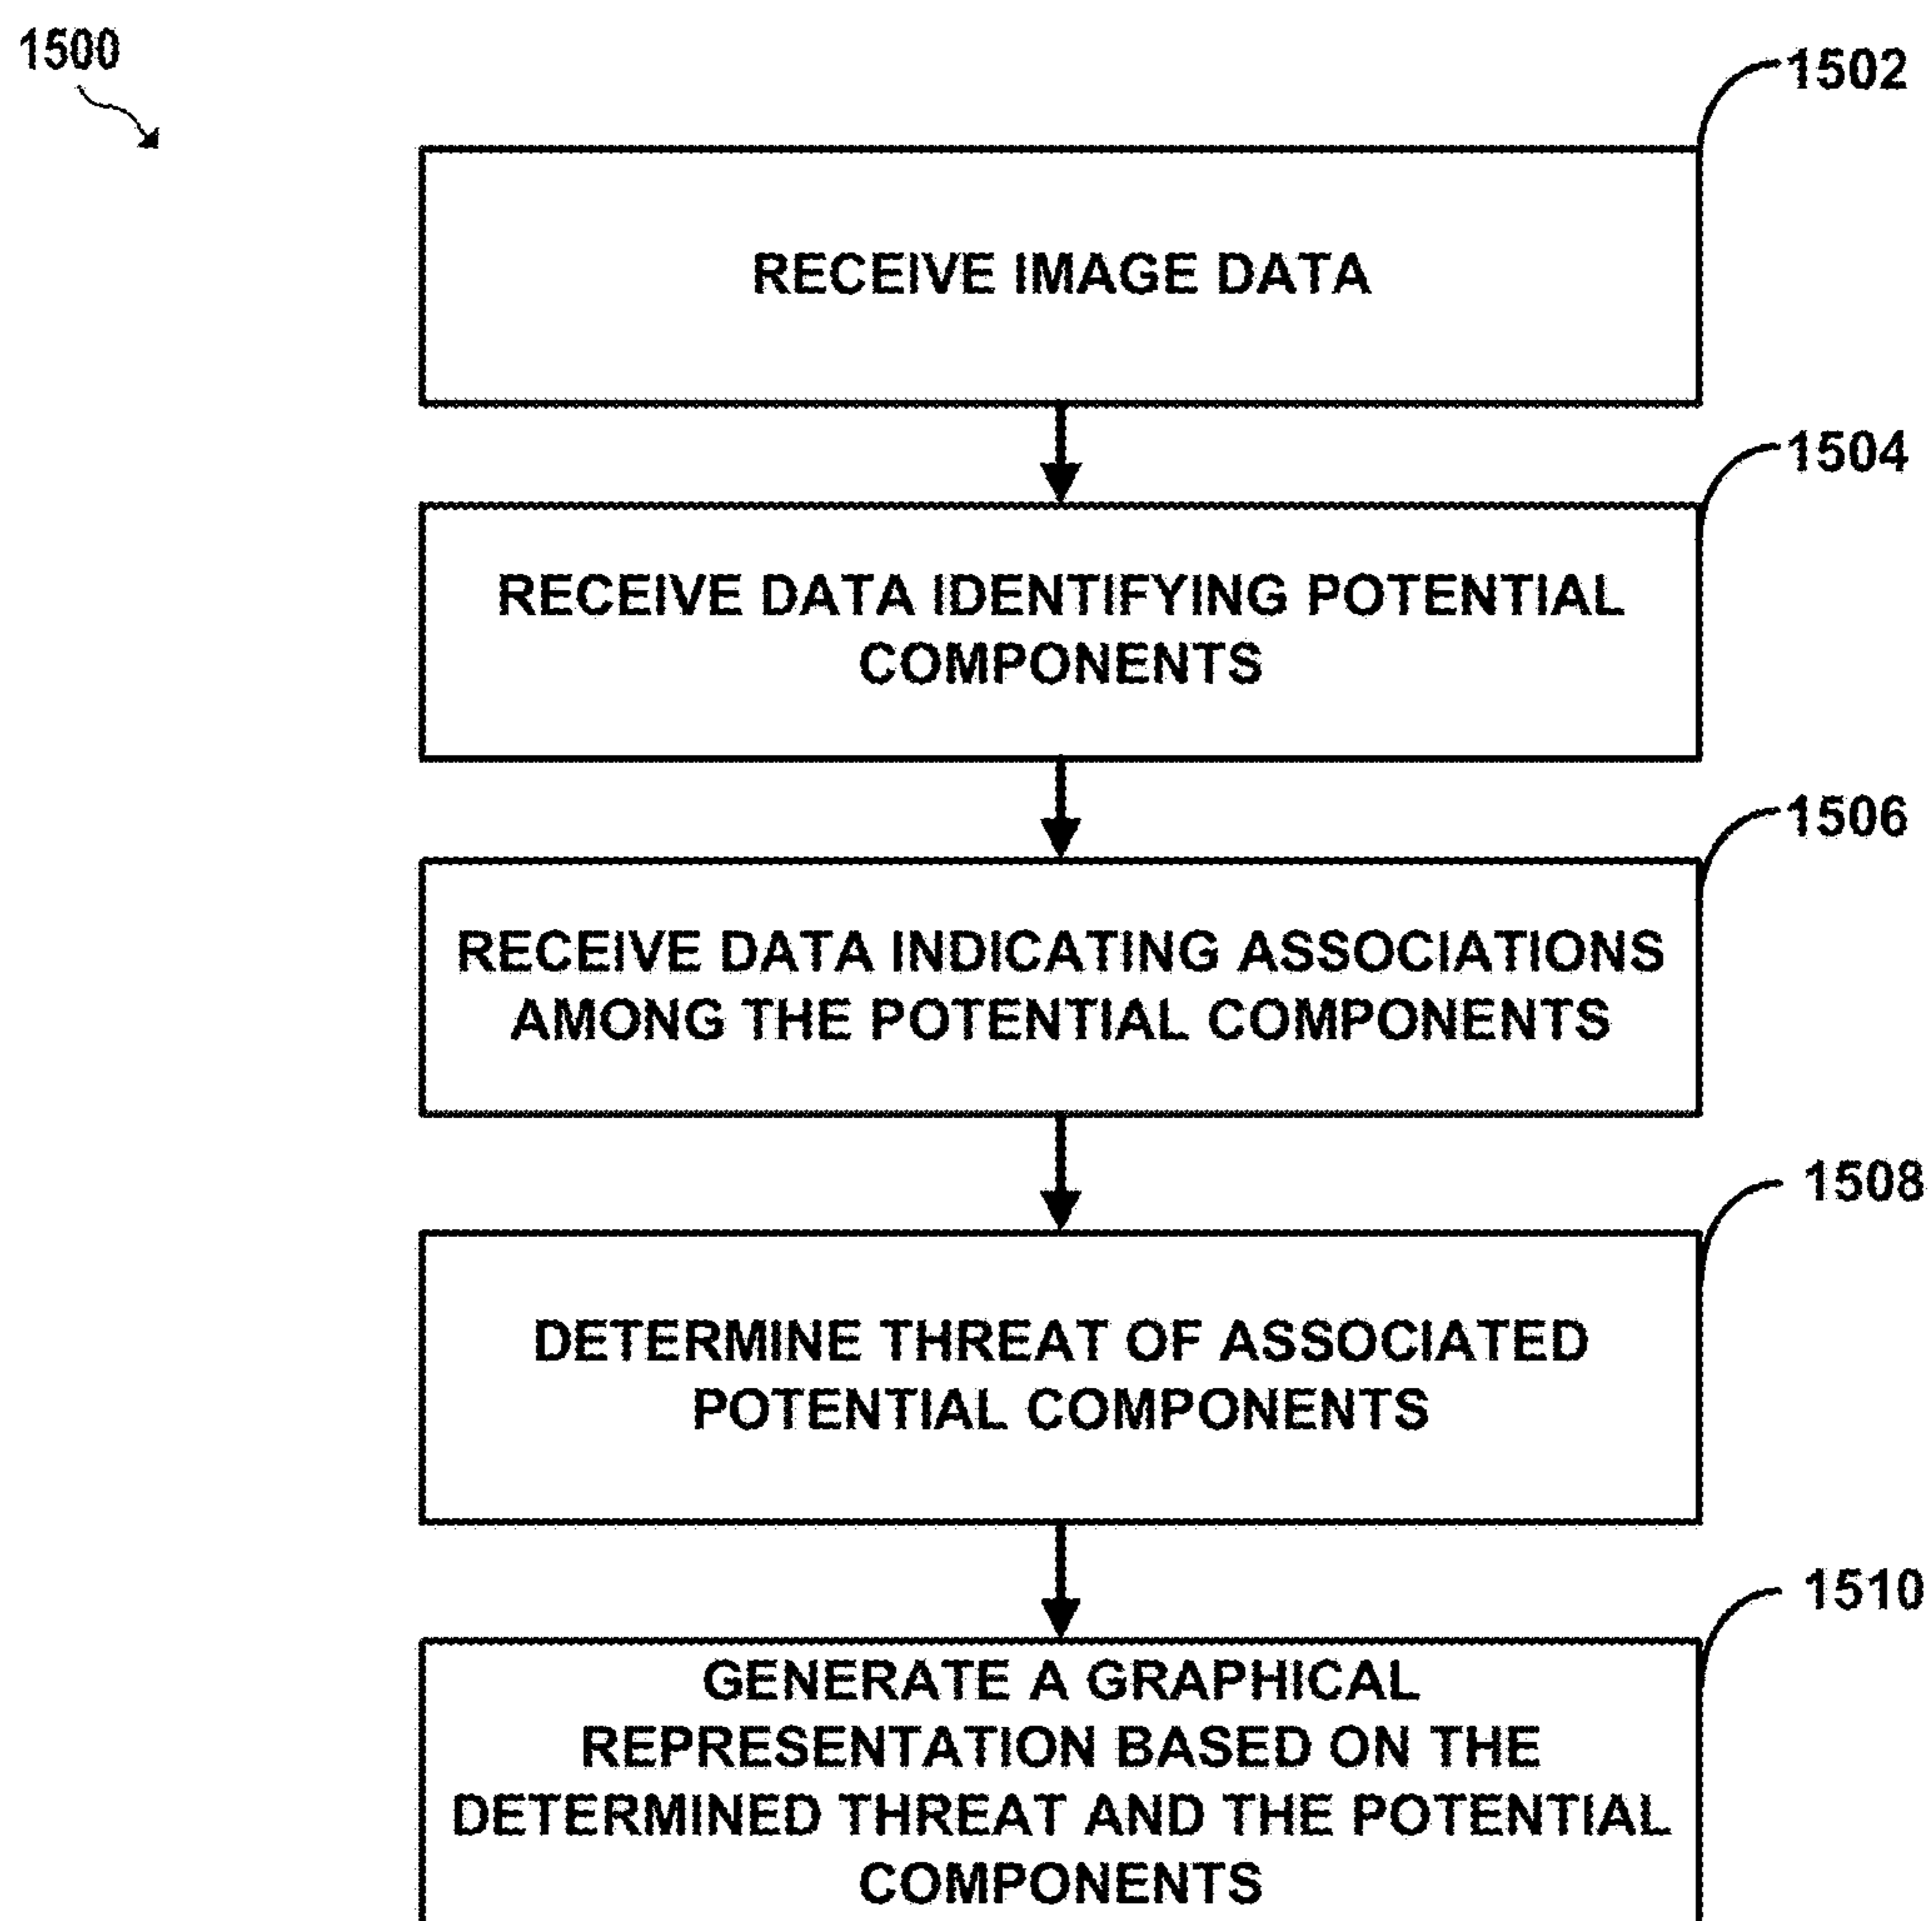 1500
1502
RECEIVE IMAGE DATA
1504
RECEIVE DATA IDENTIFYING POTENTIAL
COMPONENTS
1506
RECEIVE DATA INDICATING ASSOCIATIONS
AMONG THE POTENTIAL COMPONENTS
1508
DETERMINE THREAT OF ASSOCIATED
POTENTIAL COMPONENTS
1510
GENERATE A GRAPHICAL
REPRESENTATION BASED ON THE
DETERMINED THREAT AND THE POTENTIAL
COMPONENTS